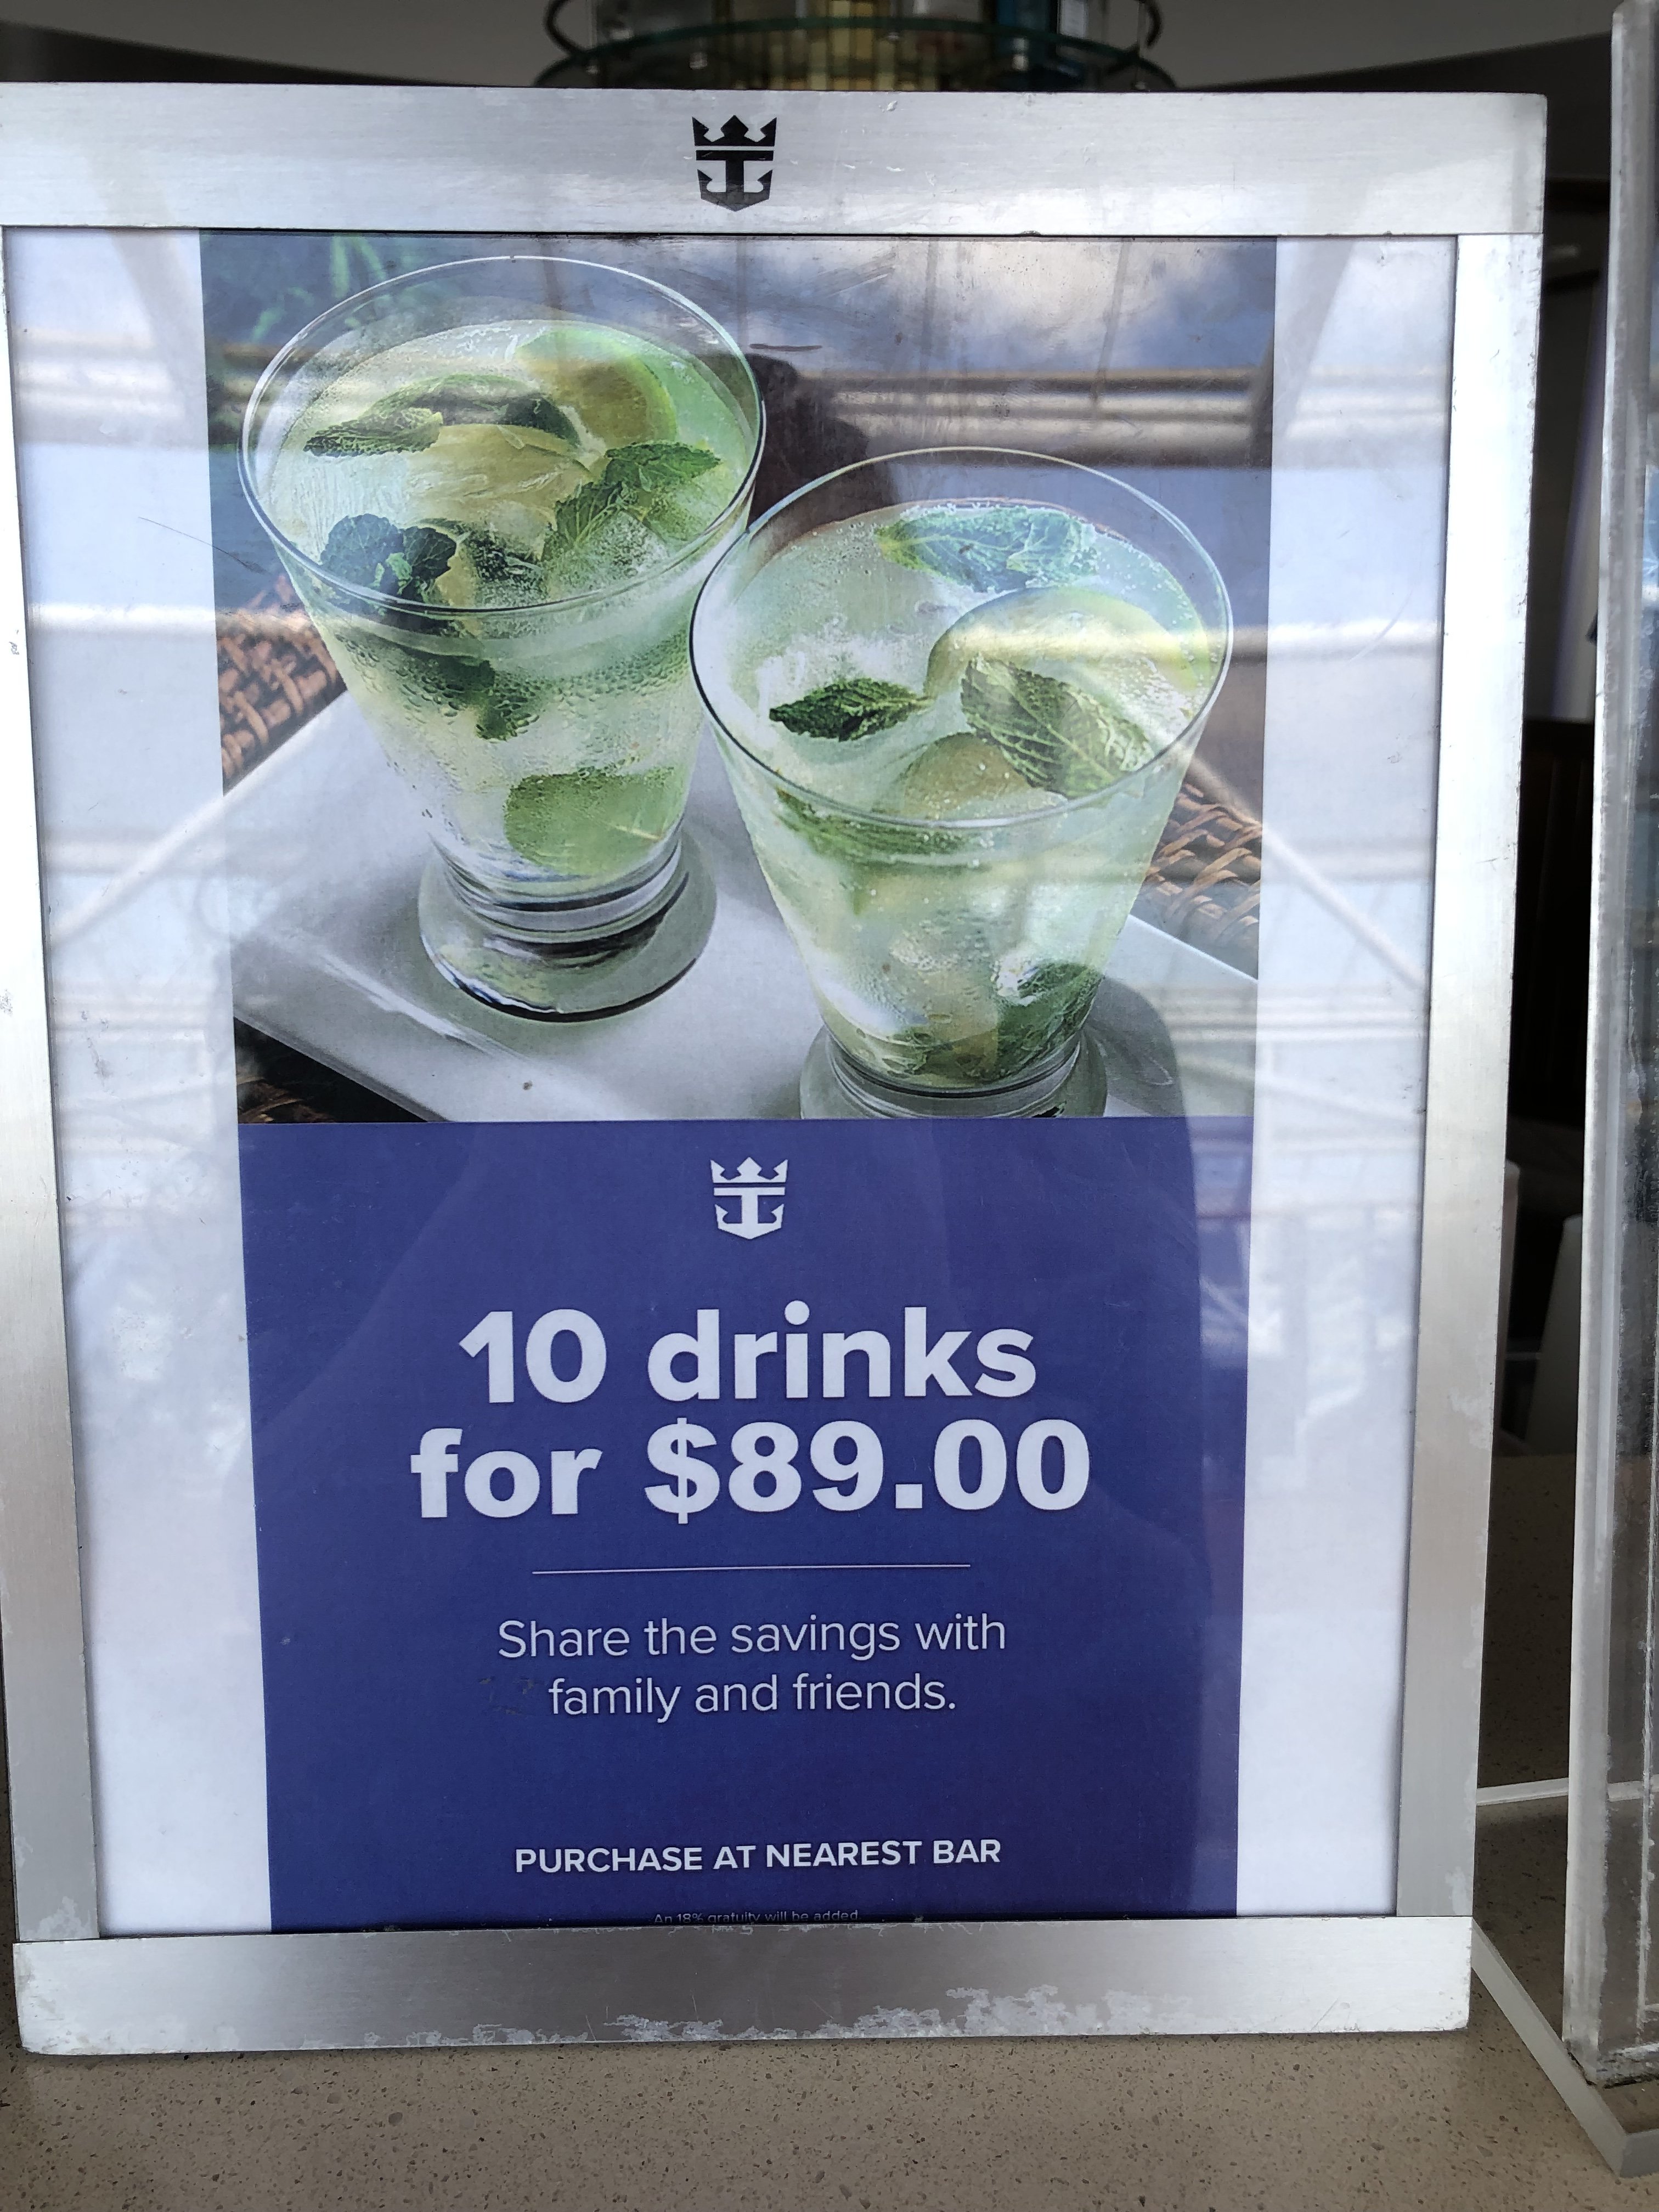 10 drinks
for $89.00
Share the savings with
family and friends.
PURCHASE AT NEAREST BAR
An 18% gratuity will be added